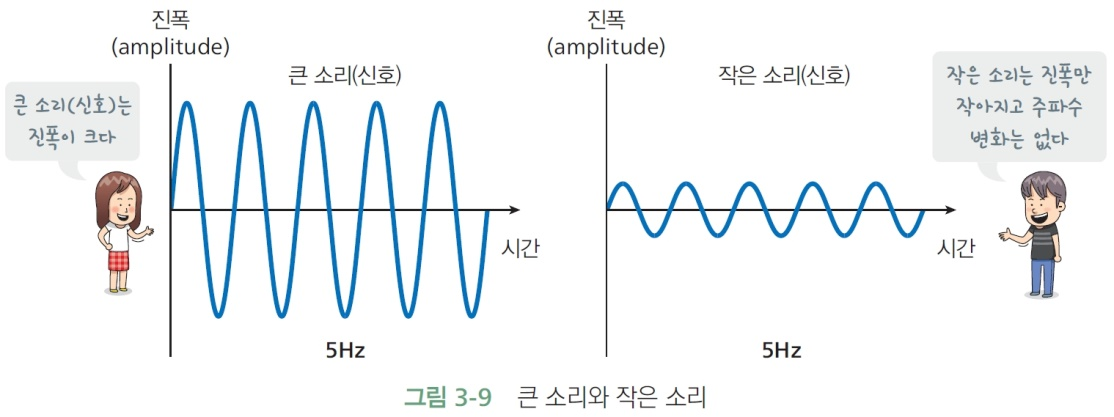 진폭
(amplitude)
큰 소리(신호)
큰 소리(신호)는
진폭이 크다
시간
5Hz
진폭
(amplitude)
작은 소리(신호)
작은 소리는 진폭만
작아지고 주파수
변화는 없다
시간
5Hz
그림 3-9 큰 소리와 작은 소리